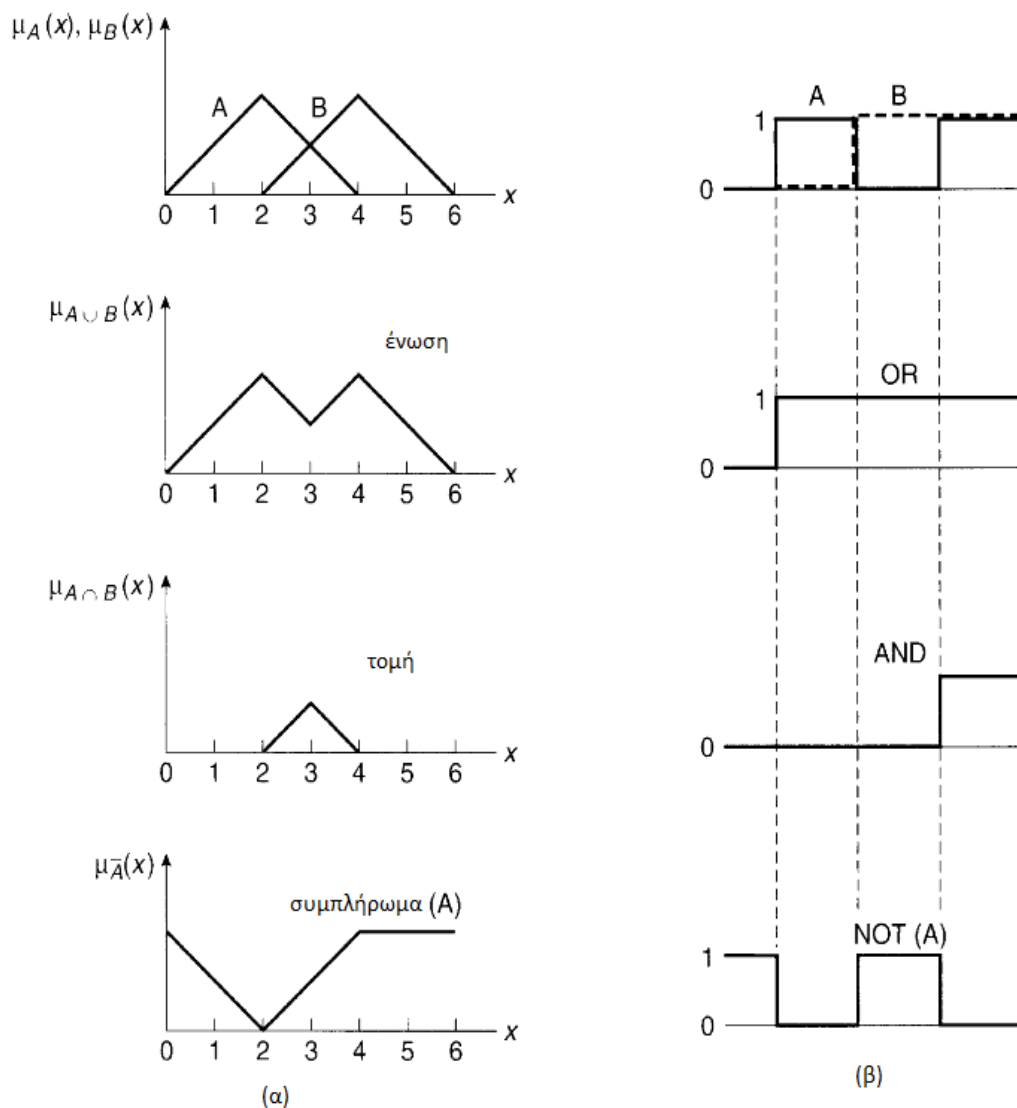 μA(x), μB(x)
A
B
0 1 2 3 4 5 6 x
μA∪B(x)
ένωση
0 1 2 3 4 5 6 x
μA∩B(x)
τομή
0 1 2 3 4 5 6 x
μA̅(x)
συμπλήρωμα (A)
0 1 2 3 4 5 6 x
(α)
A B
1
0
OR
1
0
AND
0
NOT (A)
1
0
(β)